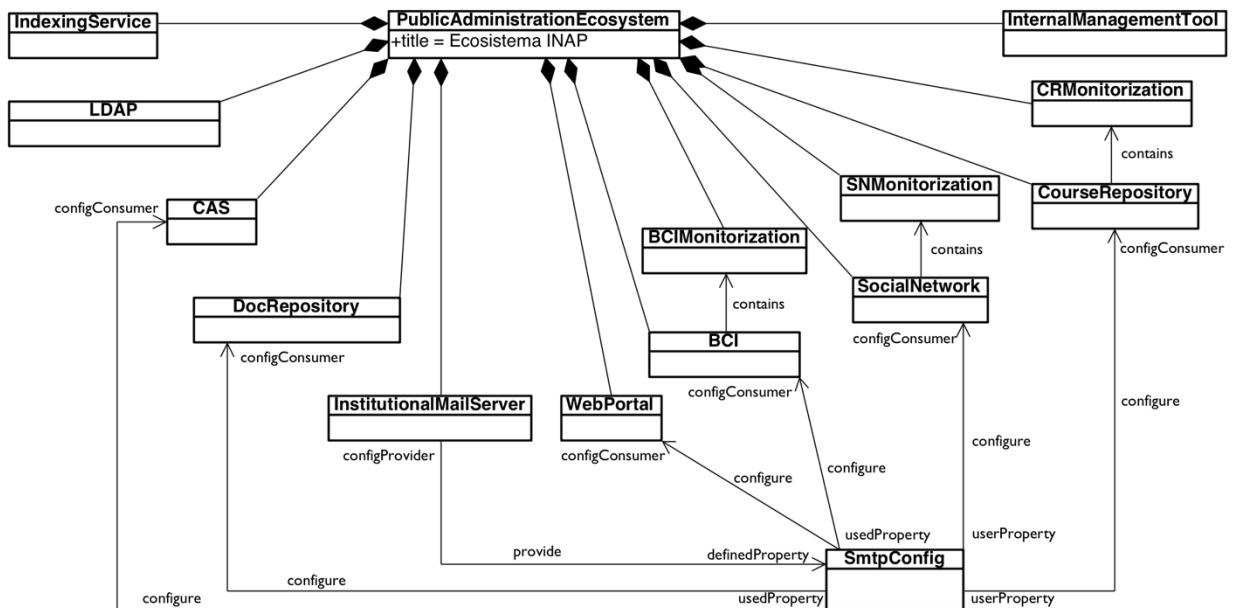 IndexingService
PublicAdministrationEcosystem
+title = Ecosistema INAP
InternalManagementTool
LDAP
CRMonitorization
contains
configConsumer
CAS
SNMonitorization
CourseRepository
BCIMonitorization
contains
configConsumer
DocRepository
contains
SocialNetwork
configConsumer
BCI
configConsumer
configConsumer
InstitutionalMailServer
WebPortal
configure
configProvider
configConsumer
configure
configure
configure
usedProperty
userProperty
provide
definedProperty
SmtpConfig
configure
usedProperty
userProperty
configure